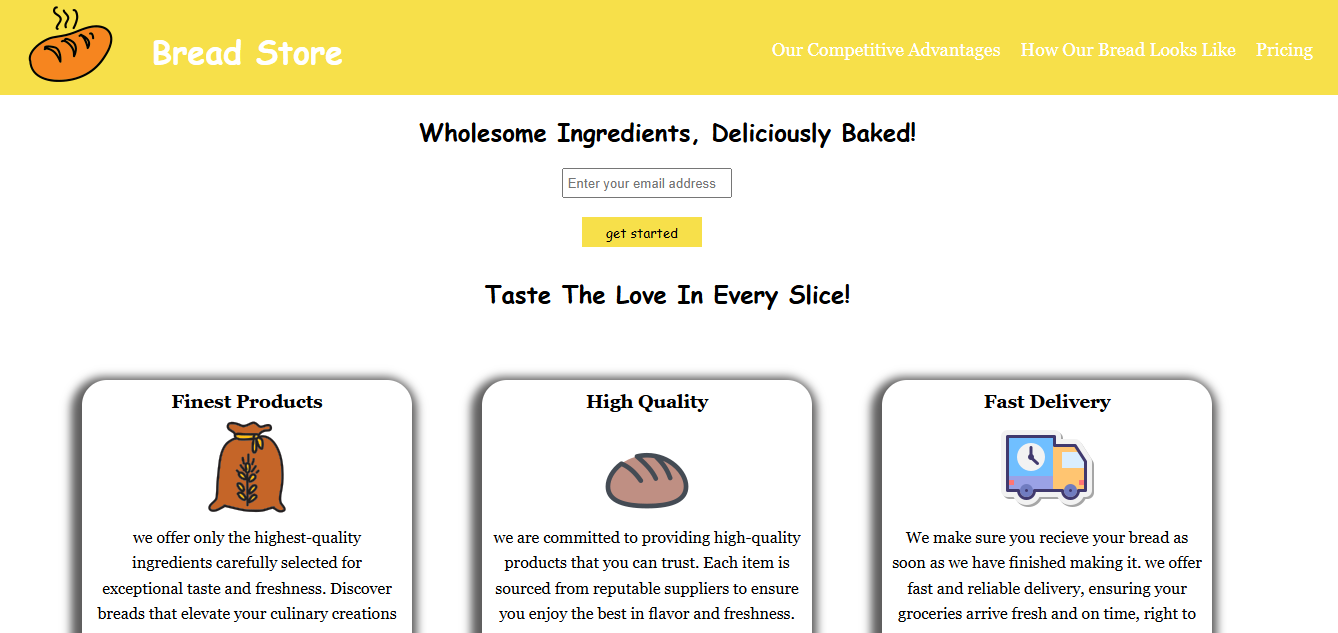 Bread Store
Our Competitive Advantages How Our Bread Looks Like Pricing
Wholesome Ingredients, Deliciously Baked!
Enter your email address
get started
Taste The Love In Every Slice!
Finest Products
we offer only the highest-quality
ingredients carefully selected for
exceptional taste and freshness. Discover
breads that elevate your culinary creations
High Quality
we are committed to providing high-quality
products that you can trust. Each item is
sourced from reputable suppliers to ensure
you enjoy the best in flavor and freshness.
Fast Delivery
We make sure you recieve your bread as
soon as we have finished making it. we offer
fast and reliable delivery, ensuring your
groceries arrive fresh and on time, right to